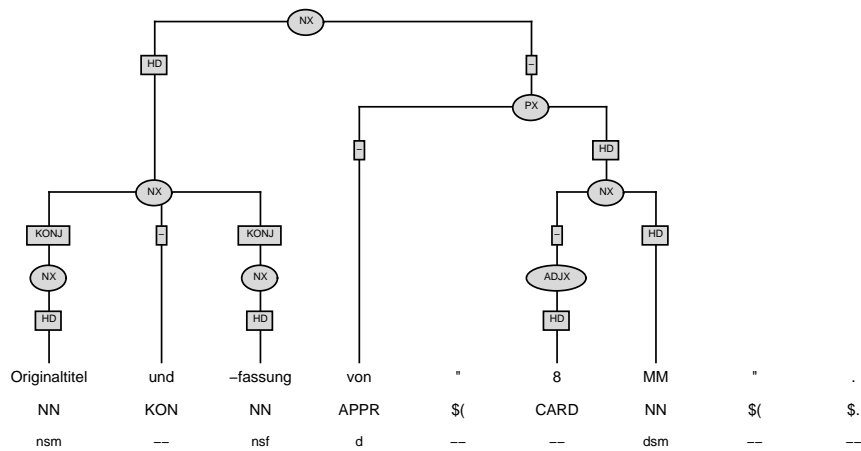 NX
HD –
PX
– HD
NX NX
KONJ – KONJ – HD
NX NX ADJX
HD HD HD
Originaltitel und –fassung von " 8 MM " .
NN KON NN APPR $( CARD NN $( $.
nsm –– nsf d –– –– dsm –– ––